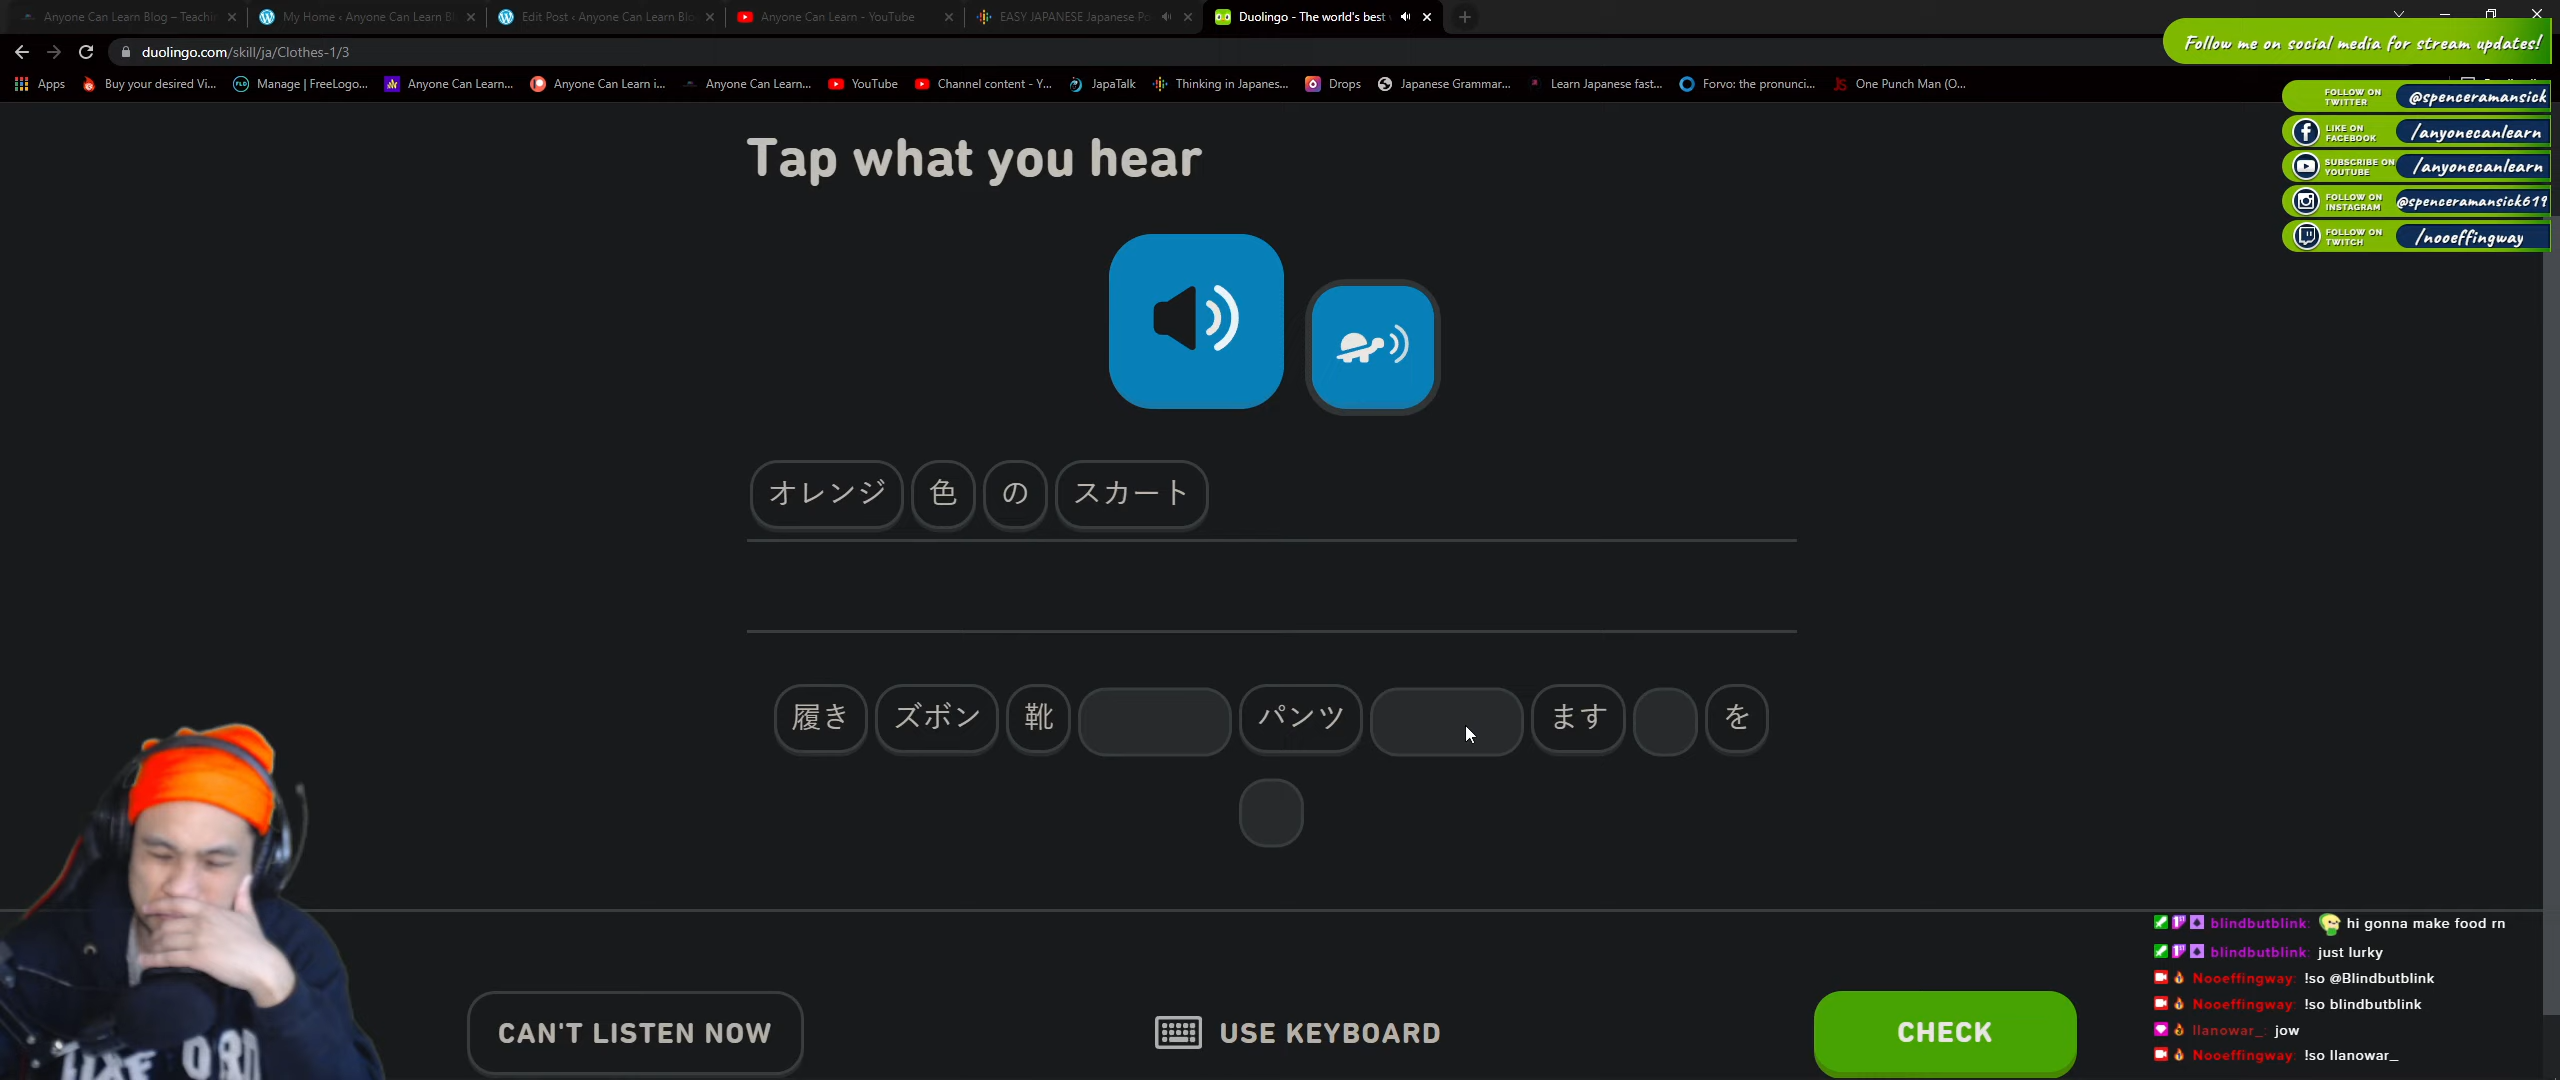 Anyone Can Learn Blog – Teachin
My Home ‹ Anyone Can Learn Bl
Edit Post ‹ Anyone Can Learn Blo
Anyone Can Learn - YouTube
EASY JAPANESE Japanese Po
Duolingo - The world's best
duolingo.com/skill/ja/Clothes-1/3
Follow me on social media for stream updates!
Apps
Buy your desired Vi...
Manage | FreeLogo...
Anyone Can Learn...
Anyone Can Learn i...
Anyone Can Learn...
YouTube
Channel content - Y...
JapaTalk
Thinking in Japanes...
Drops
Japanese Grammar...
Learn Japanese fast...
Forvo: the pronunci...
One Punch Man (O...
FOLLOW ON TWITTER @spenceramansick
LIKE ON FACEBOOK /anyonecanlearn
SUBSCRIBE ON YOUTUBE /anyonecanlearn
FOLLOW ON INSTAGRAM @spenceramansick619
FOLLOW ON TWITCH /nooeffingway
Tap what you hear
オレンジ 色 の スカート
履き ズボン 靴 パンツ ます を
CAN'T LISTEN NOW
USE KEYBOARD
CHECK
blindbutblink: hi gonna make food rn
blindbutblink: just lurky
Nooeffingway: !so @Blindbutblink
Nooeffingway: !so blindbutblink
llanowar_: jow
Nooeffingway: !so llanowar_